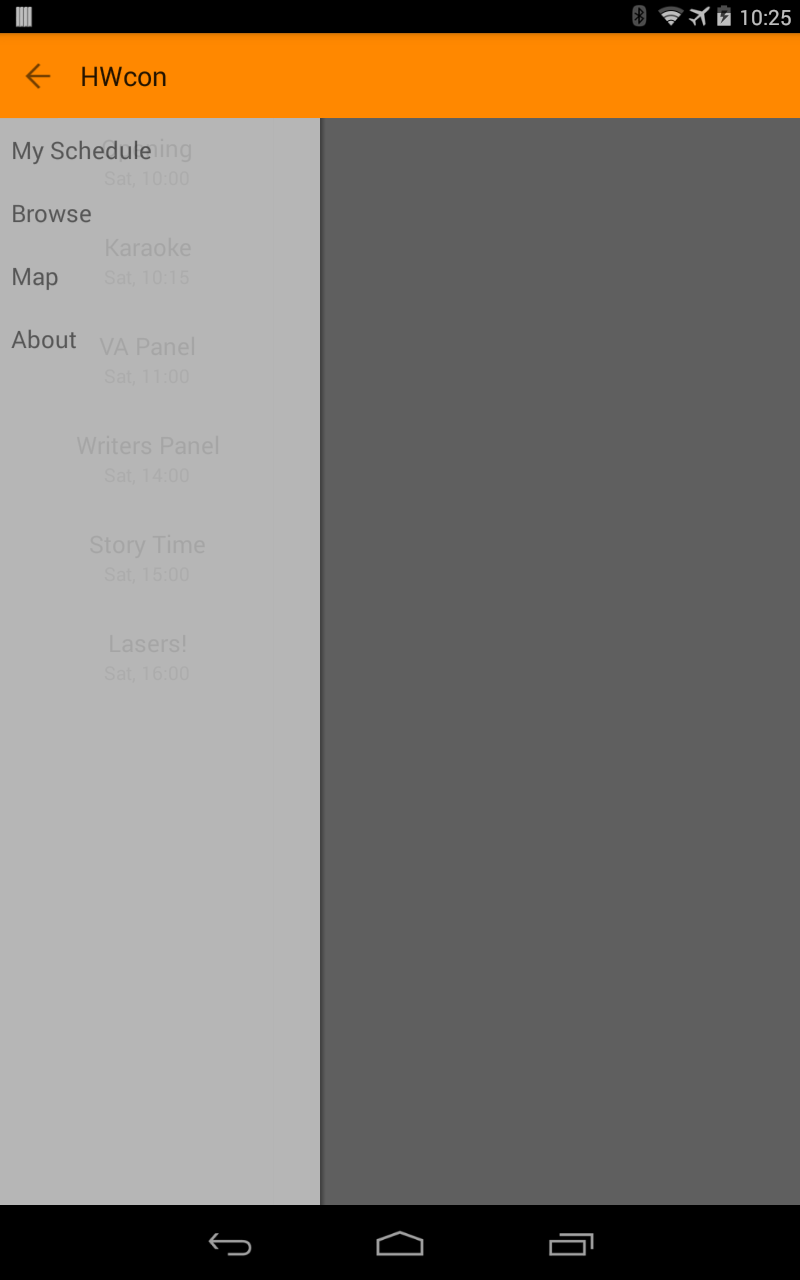 10:25
HWcon
My Schedule
Opening
Sat, 10:00
Browse
Karaoke
Map
Sat, 10:15
About
VA Panel
Sat, 11:00
Writers Panel
Sat, 14:00
Story Time
Sat, 15:00
Lasers!
Sat, 16:00